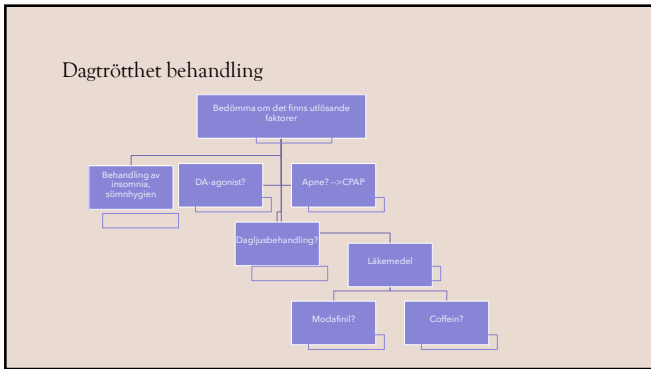 Dagtrötthet behandling
Bedömma om det finns utlösande
faktorer
Behandling av
insomnia,
sömnhygien
DA-agonist?
Apne? -->CPAP
Dagljusbehandling?
Läkemedel
Modafinil?
Coffein?